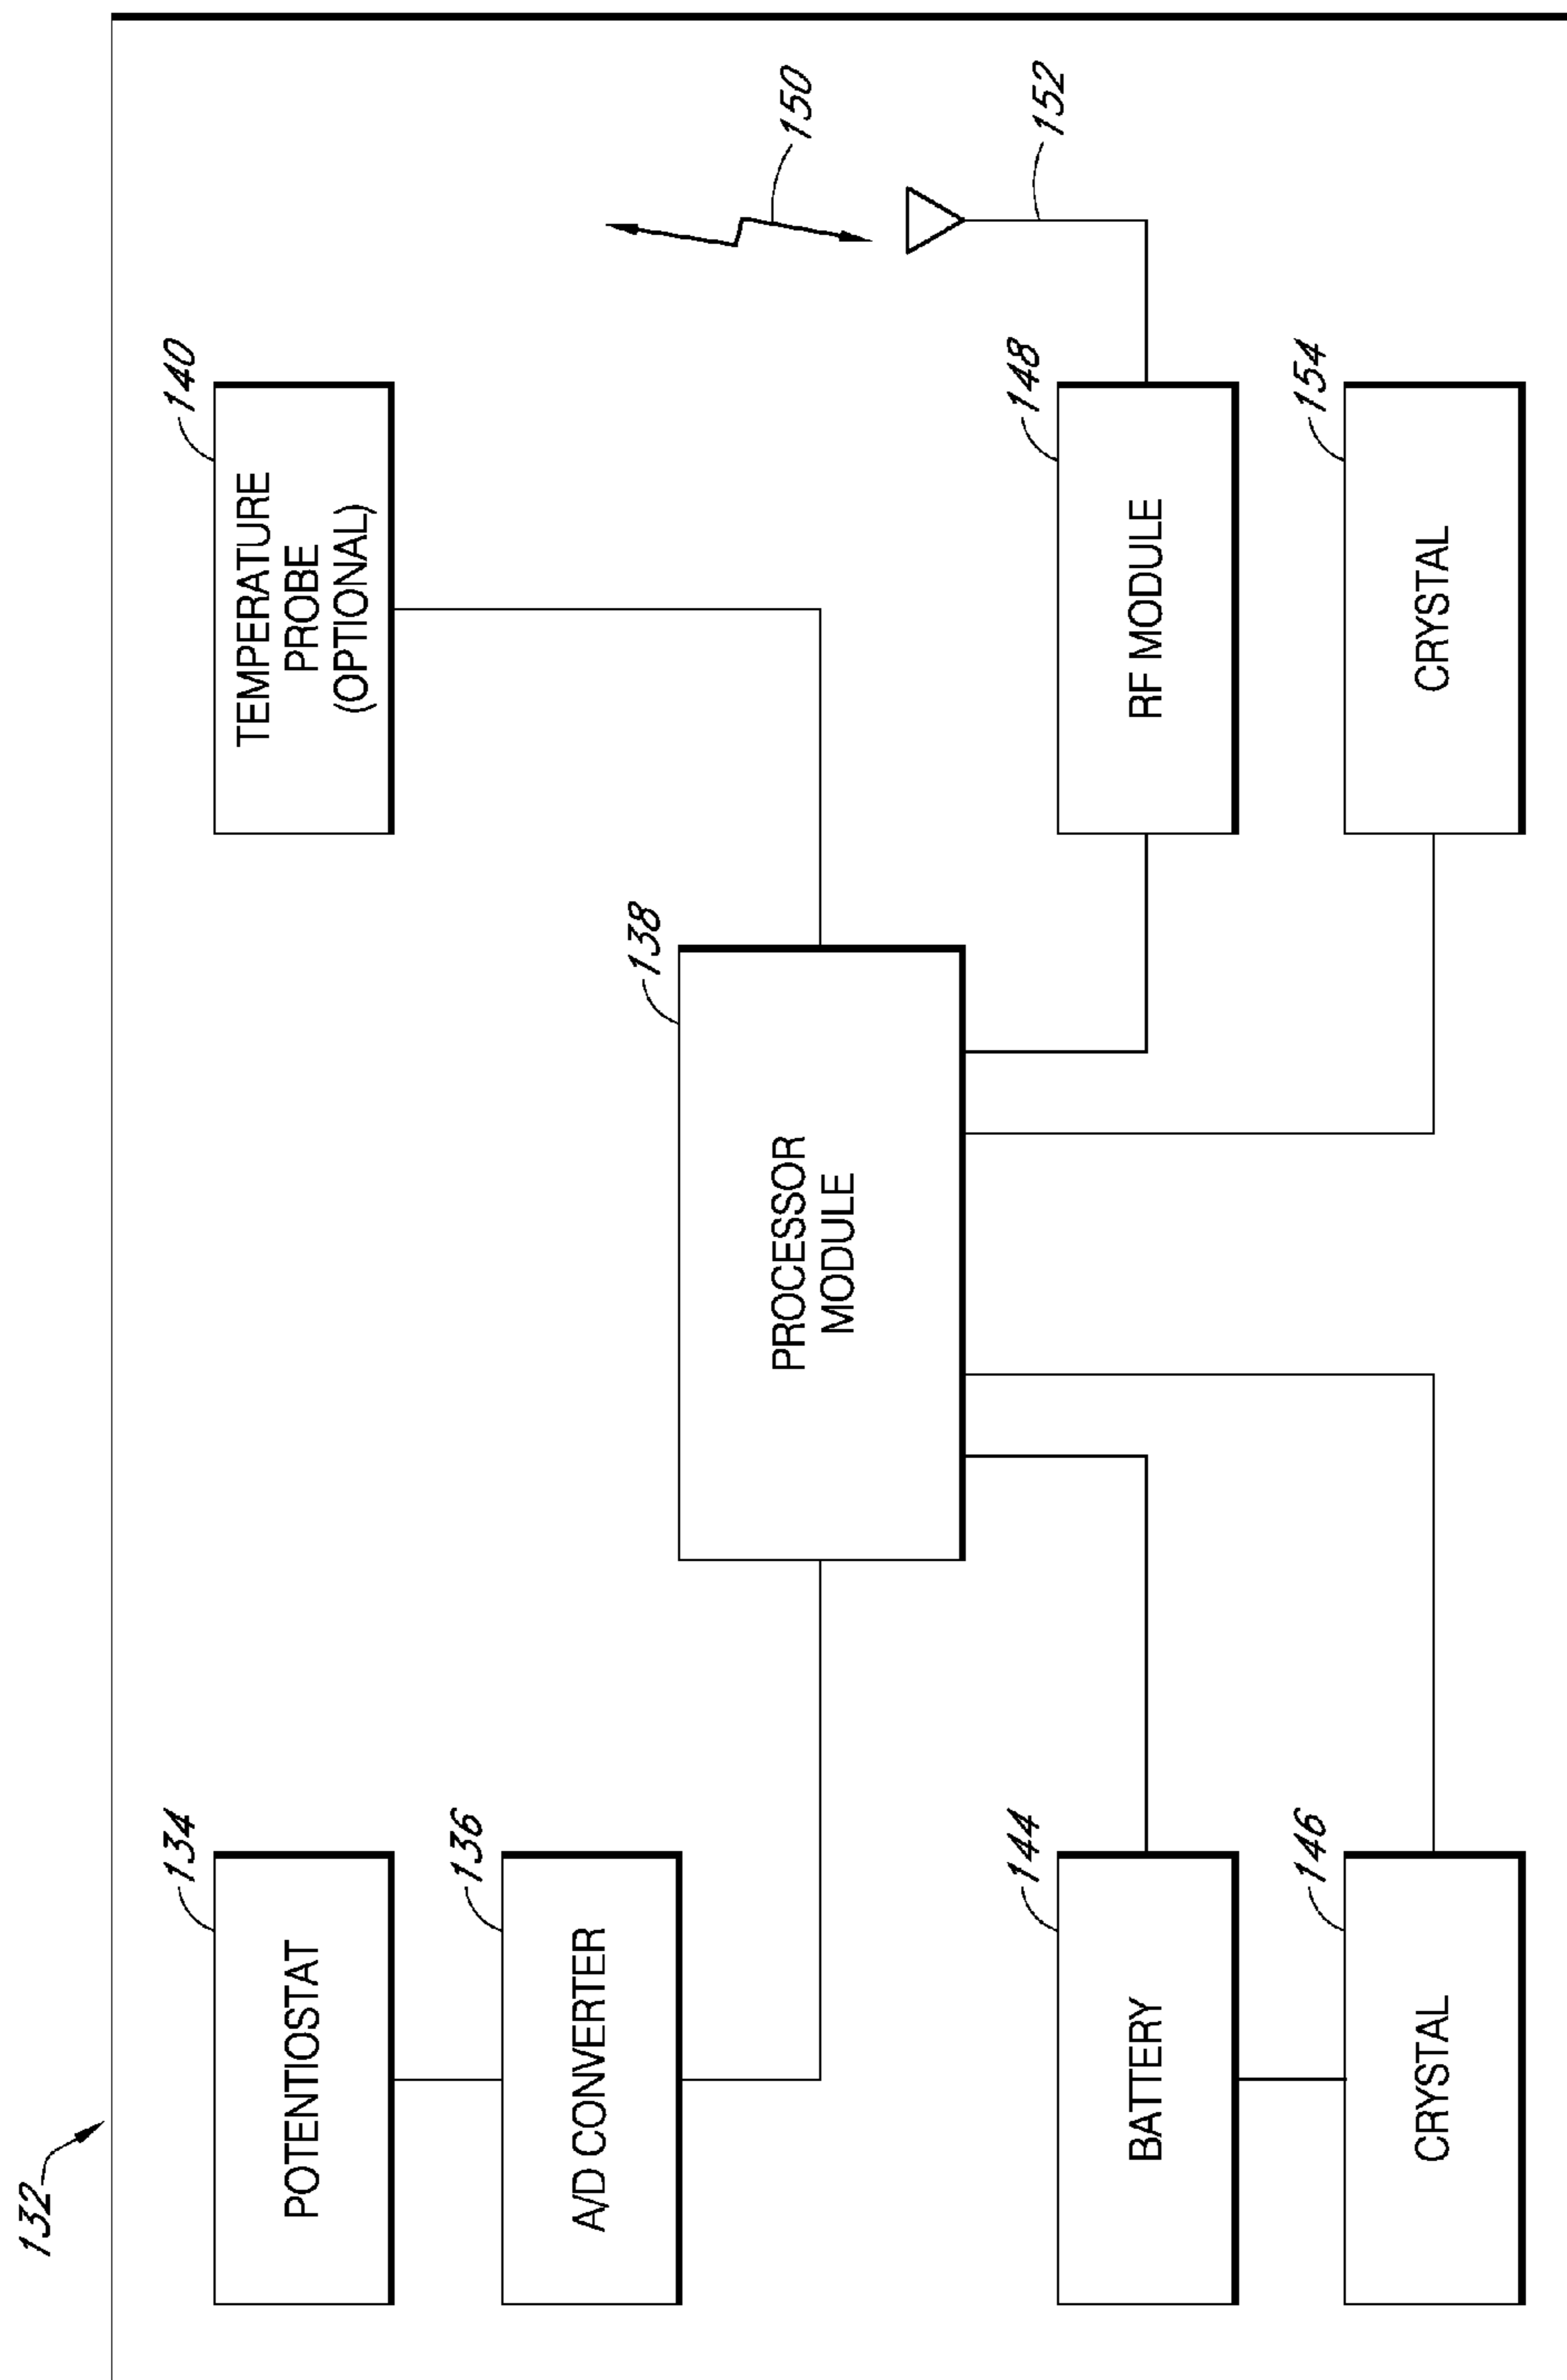 132
134
POTENTIOSTAT
136
A/D CONVERTER
138
PROCESSOR
MODULE
140
TEMPERATURE
PROBE
(OPTIONAL)
150
152
144
BATTERY
146
CRYSTAL
148
RF MODULE
154
CRYSTAL